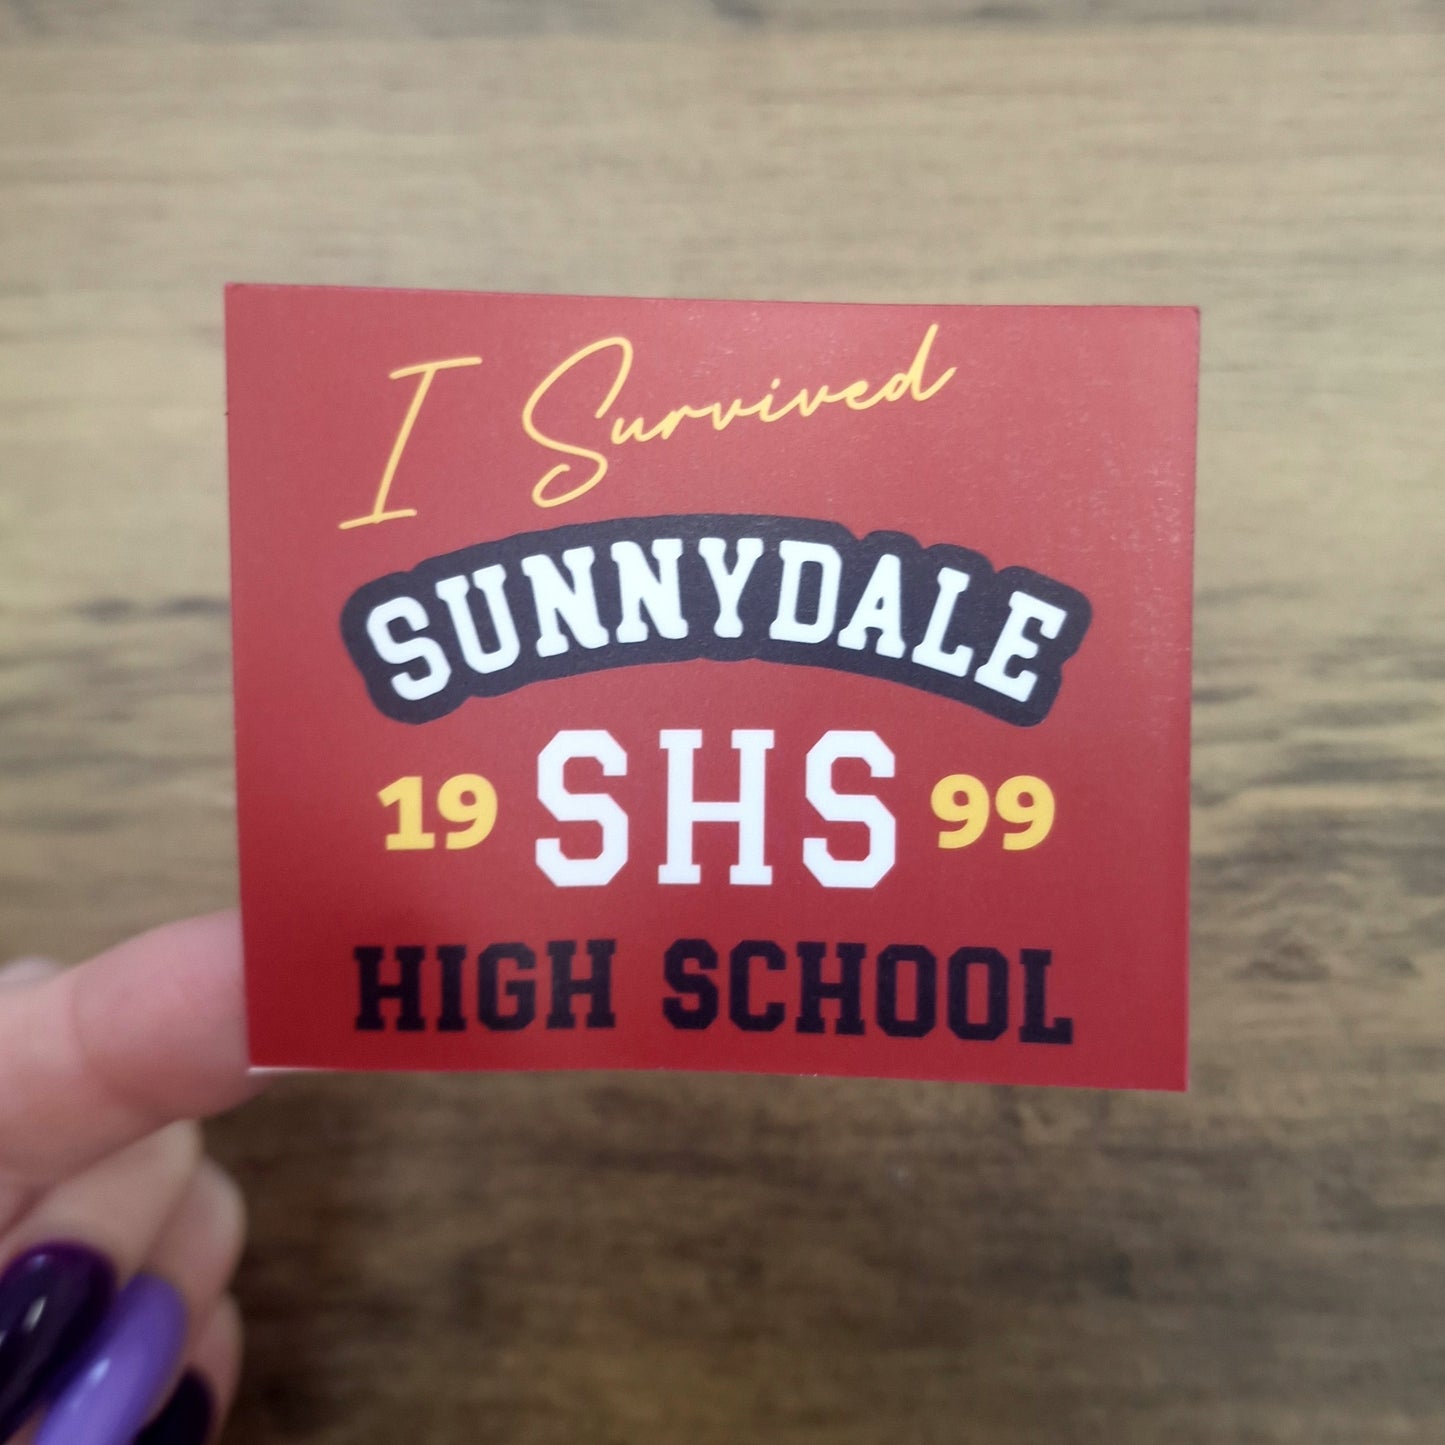 I Survived
SUNNYDALE
19 SHS 99
HIGH SCHOOL